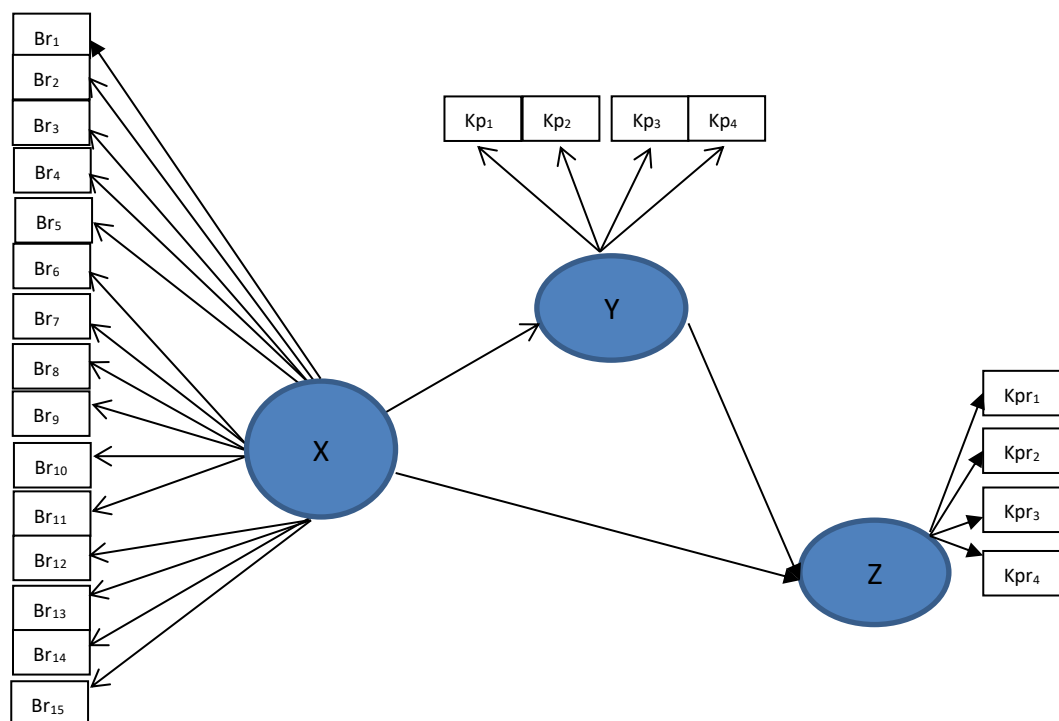 Br₁
Br₂
Br₃
Br₄
Br₅
Br₆
Br₇
Br₈
Br₉
Br₁₀
Br₁₁
Br₁₂
Br₁₃
Br₁₄
Br₁₅
X
Kp₁ Kp₂ Kp₃ Kp₄
Y
Z
Kpr₁
Kpr₂
Kpr₃
Kpr₄